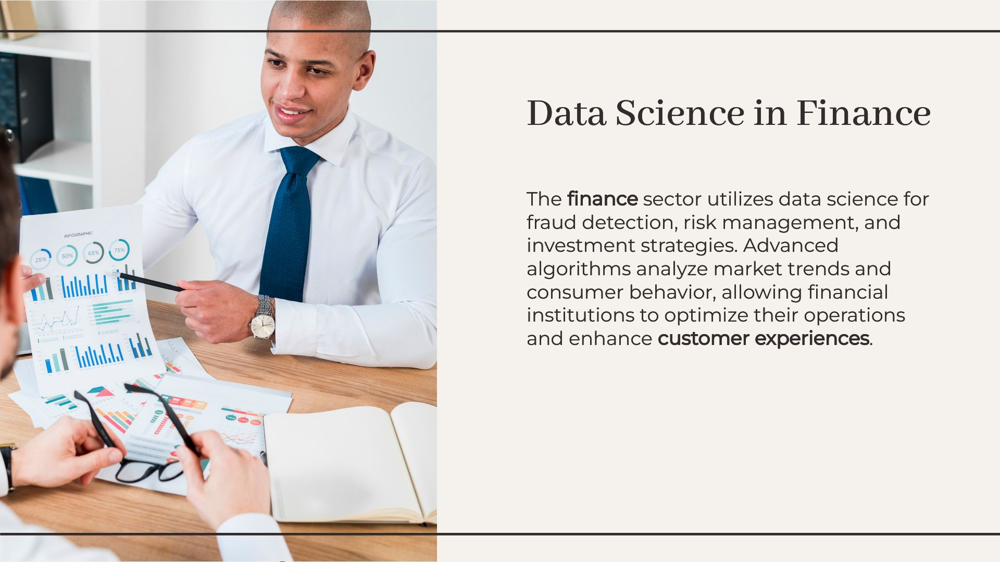 Data Science in Finance
The finance sector utilizes data science for
fraud detection, risk management, and
investment strategies. Advanced
algorithms analyze market trends and
consumer behavior, allowing financial
institutions to optimize their operations
and enhance customer experiences.
INFOGRAPHIC
25%
50%
65%
75%